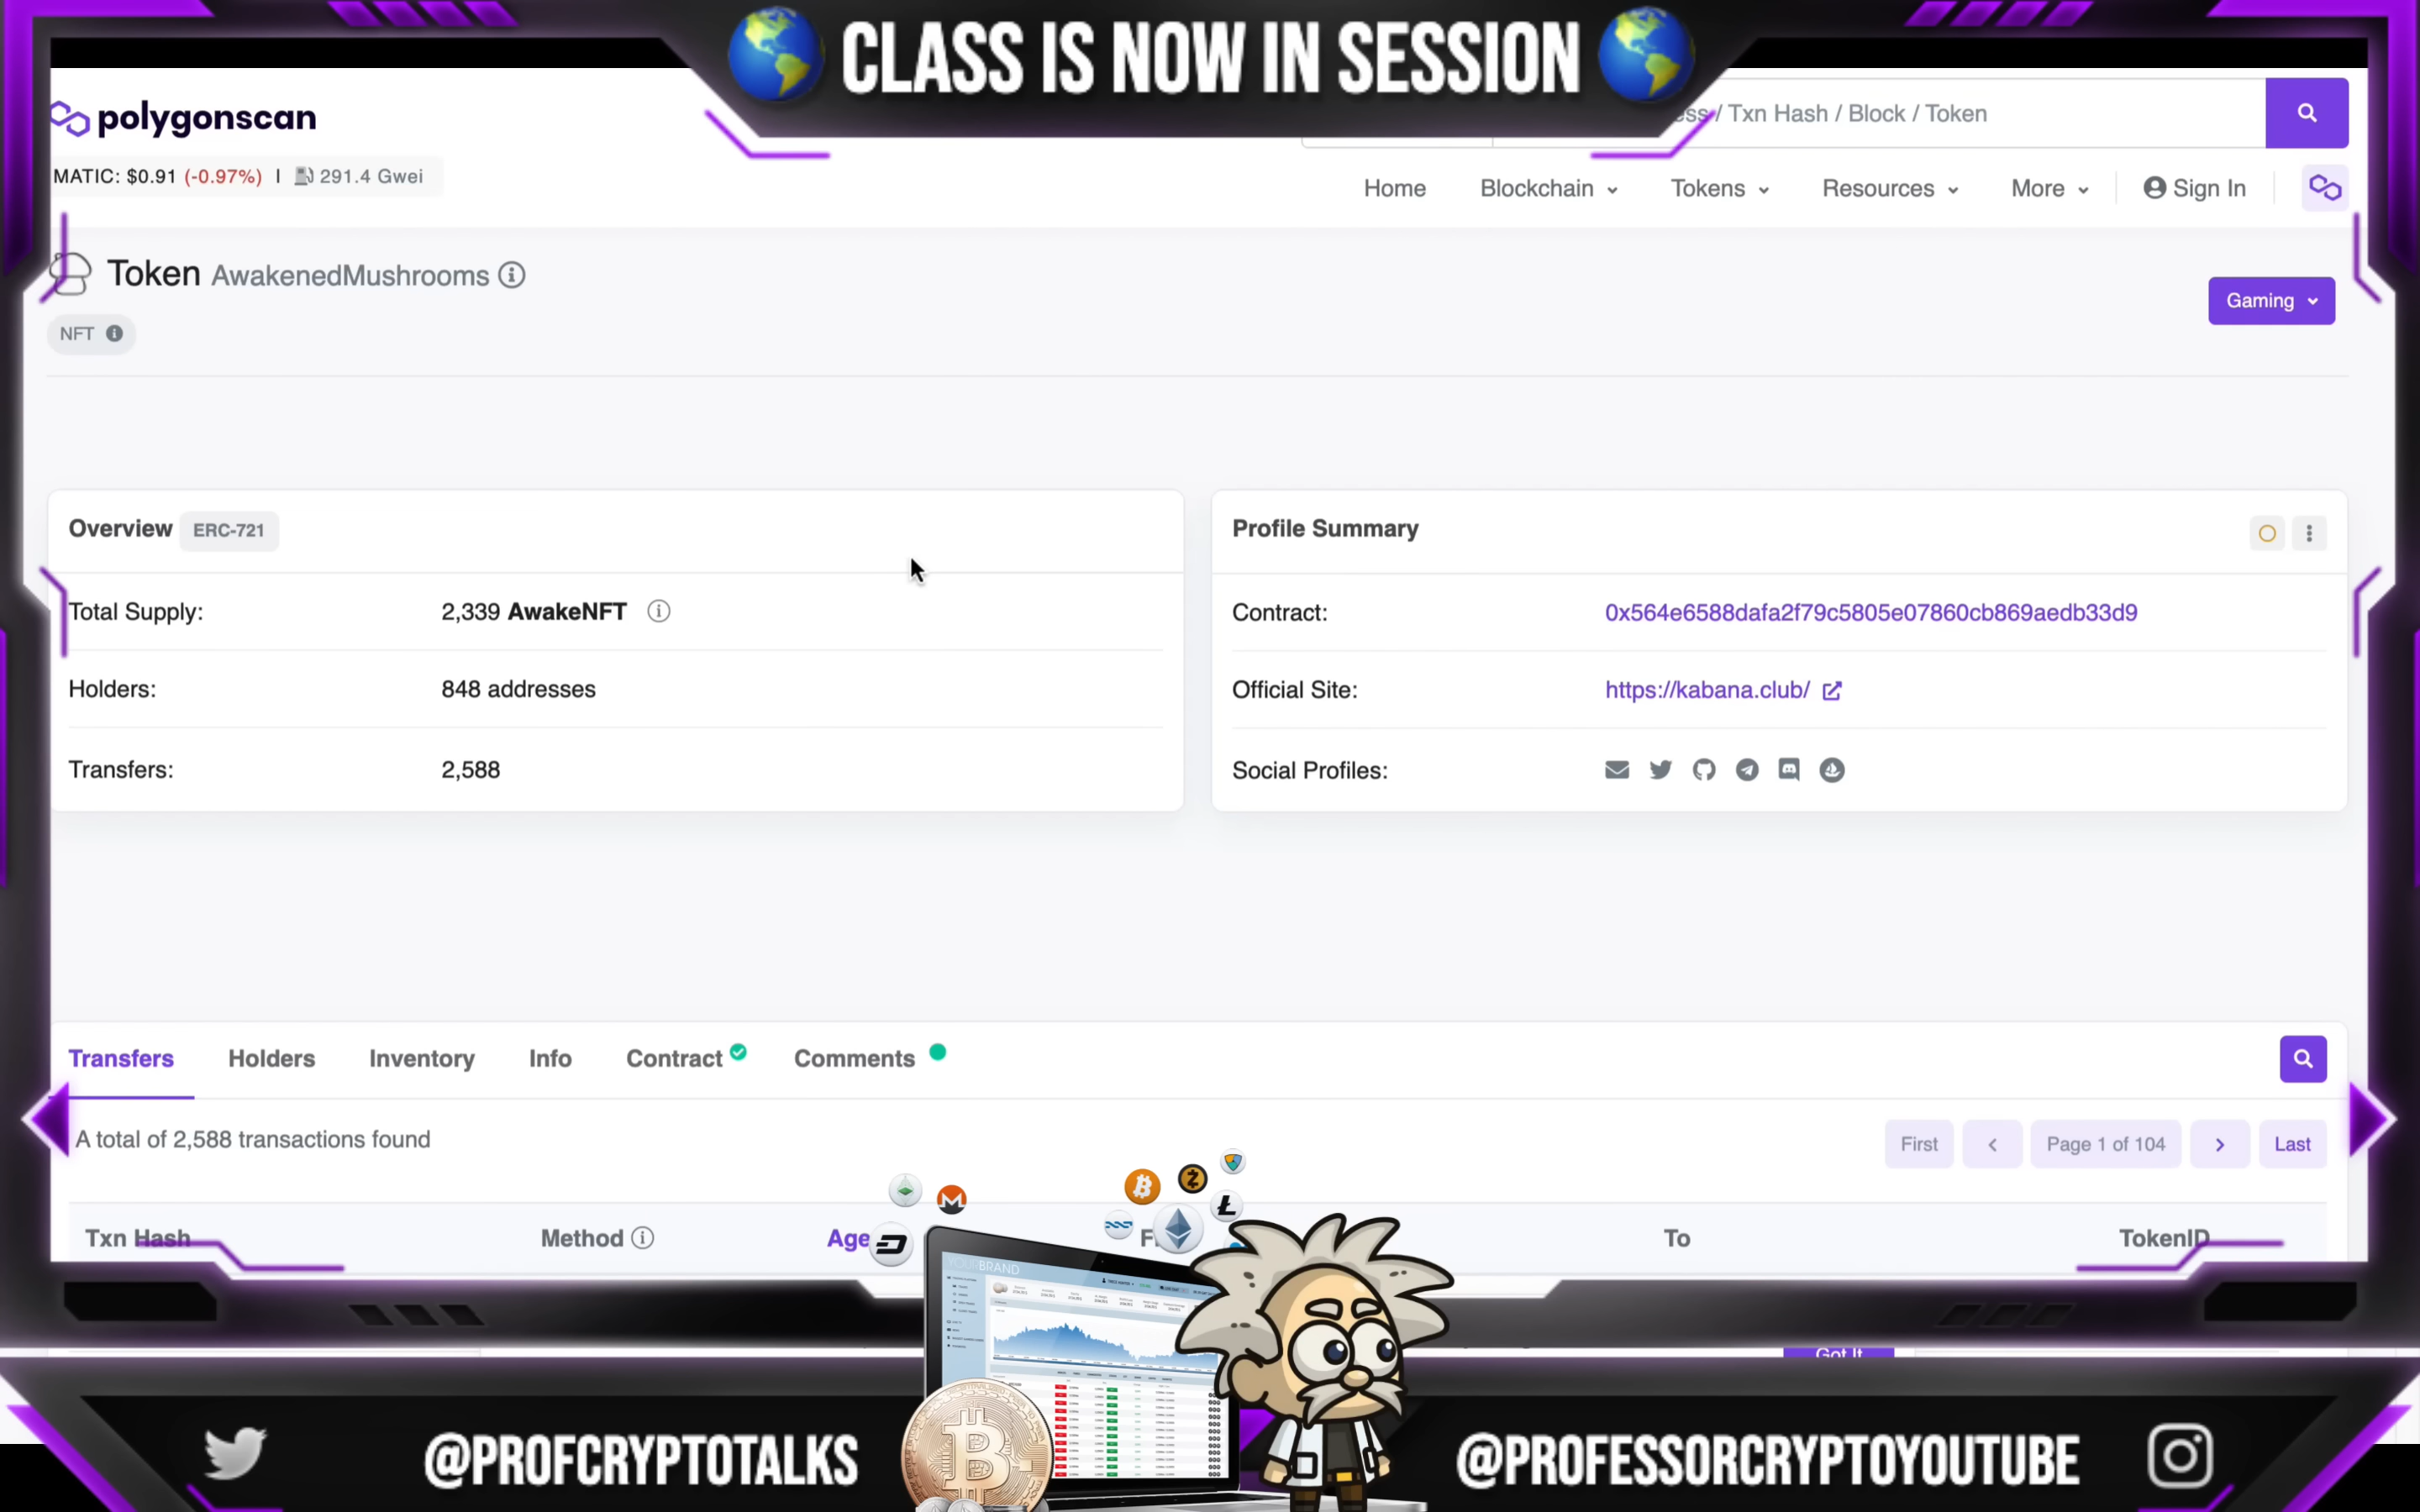 CLASS IS NOW IN SESSION
polygonscan
/ Txn Hash / Block / Token
MATIC: $0.91 (-0.97%) | 291.4 Gwei
Home Blockchain Tokens Resources More Sign In
Token AwakenedMushrooms
Gaming
NFT
Overview ERC-721
Total Supply: 2,339 AwakeNFT
Holders: 848 addresses
Transfers: 2,588
Profile Summary
Contract: 0x564e6588dafa2f79c5805e07860cb869aedb33d9
Official Site: https://kabana.club/
Social Profiles:
Transfers Holders Inventory Info Contract Comments
A total of 2,588 transactions found
First Page 1 of 104 Last
Txn Hash Method Age To TokenID
YOURBRAND
Got It
@PROFCRYPTOTALKS
@PROFESSORCRYPTOYOUTUBE